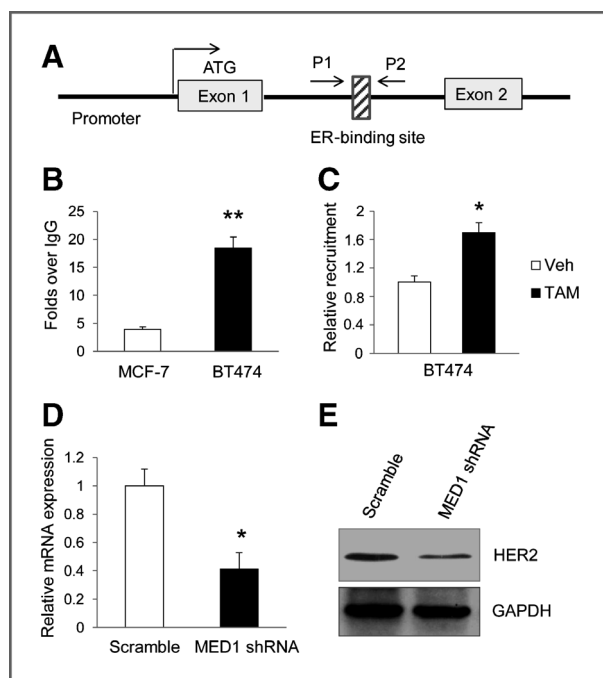 A
ATG
P1
P2
Exon 1
Exon 2
Promoter
ER-binding site
B
Folds over IgG
25
20
15
10
5
0
**
MCF-7
BT474
C
Relative recruitment
2
1.6
1.2
0.8
0.4
0
*
BT474
Veh
TAM
D
Relative mRNA expression
1.2
1
0.8
0.6
0.4
0.2
0
*
Scramble
MED1 shRNA
E
Scramble
MED1 shRNA
HER2
GAPDH